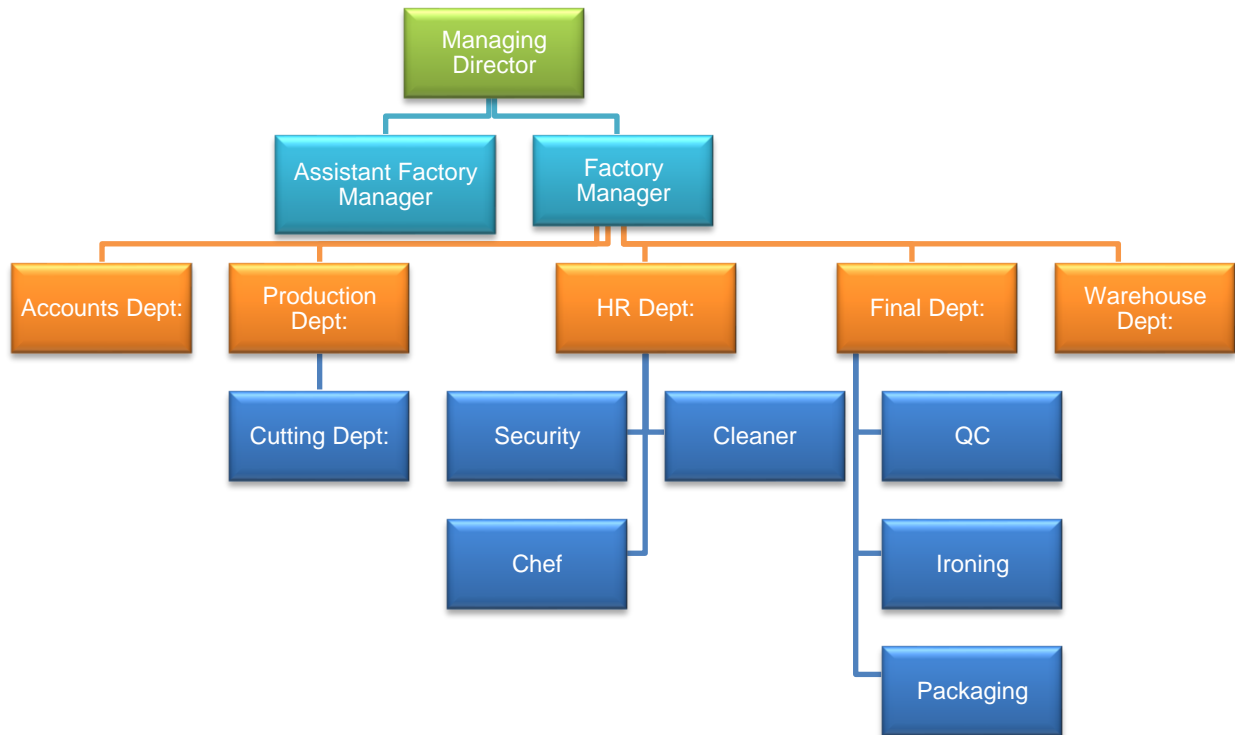 Managing
Director
Assistant Factory
Manager
Factory
Manager
Accounts Dept:
Production
Dept:
HR Dept:
Final Dept:
Warehouse
Dept:
Cutting Dept:
Security
Cleaner
QC
Chef
Ironing
Packaging